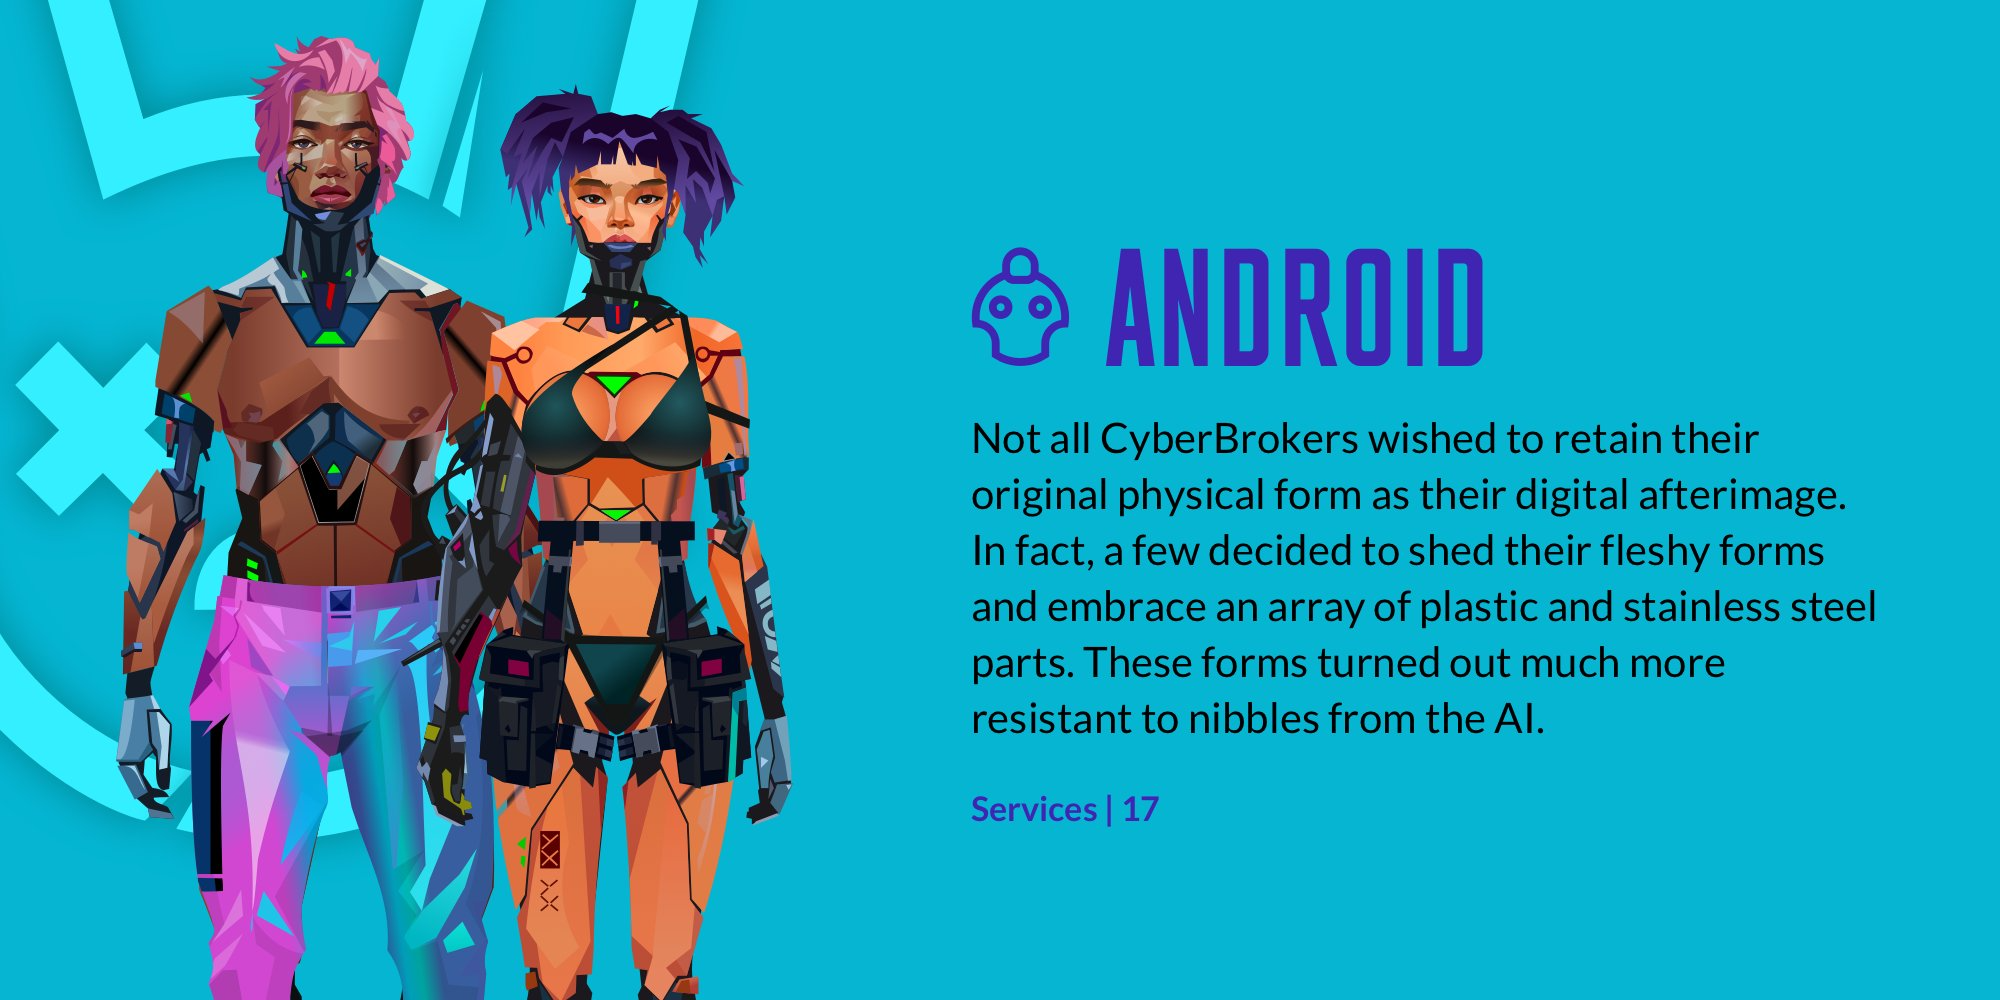 ANDROID
Not all CyberBrokers wished to retain their
original physical form as their digital afterimage.
In fact, a few decided to shed their fleshy forms
and embrace an array of plastic and stainless steel
parts. These forms turned out much more
resistant to nibbles from the AI.
Services | 17